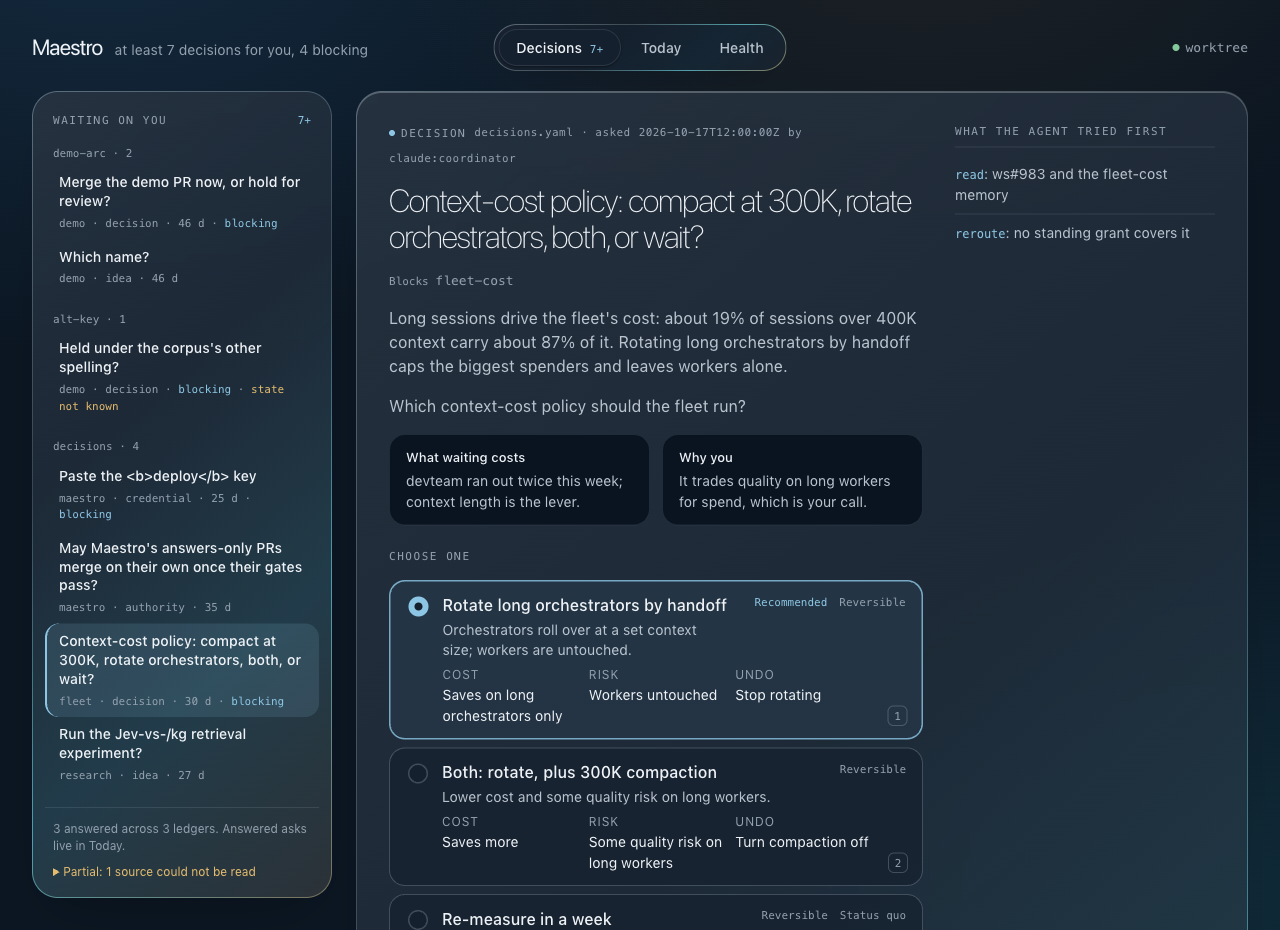 Maestro at least 7 decisions for you, 4 blocking
Decisions 7+ Today Health
worktree
WAITING ON YOU 7+
demo-arc · 2
Merge the demo PR now, or hold for
review?
demo · decision · 46 d · blocking
Which name?
demo · idea · 46 d
alt-key · 1
Held under the corpus's other
spelling?
demo · decision · blocking · state
not known
decisions · 4
Paste the <b>deploy</b> key
maestro · credential · 25 d ·
blocking
May Maestro's answers-only PRs
merge on their own once their gates
pass?
maestro · authority · 35 d
Context-cost policy: compact at
300K, rotate orchestrators, both, or
wait?
fleet · decision · 30 d · blocking
Run the Jev-vs-/kg retrieval
experiment?
research · idea · 27 d
3 answered across 3 ledgers. Answered asks
live in Today.
Partial: 1 source could not be read
DECISION decisions.yaml · asked 2026-10-17T12:00:00Z by
claude:coordinator
Context-cost policy: compact at 300K, rotate
orchestrators, both, or wait?
Blocks fleet-cost
Long sessions drive the fleet's cost: about 19% of sessions over 400K
context carry about 87% of it. Rotating long orchestrators by handoff
caps the biggest spenders and leaves workers alone.
Which context-cost policy should the fleet run?
What waiting costs
devteam ran out twice this week;
context length is the lever.
Why you
It trades quality on long workers
for spend, which is your call.
CHOOSE ONE
Rotate long orchestrators by handoff Recommended Reversible
Orchestrators roll over at a set context
size; workers are untouched.
COST RISK UNDO
Saves on long Workers untouched Stop rotating
orchestrators only
1
Both: rotate, plus 300K compaction Reversible
Lower cost and some quality risk on long workers.
COST RISK UNDO
Saves more Some quality risk on Turn compaction off
long workers
2
Re-measure in a week Reversible Status quo
WHAT THE AGENT TRIED FIRST
read: ws#983 and the fleet-cost
memory
reroute: no standing grant covers it